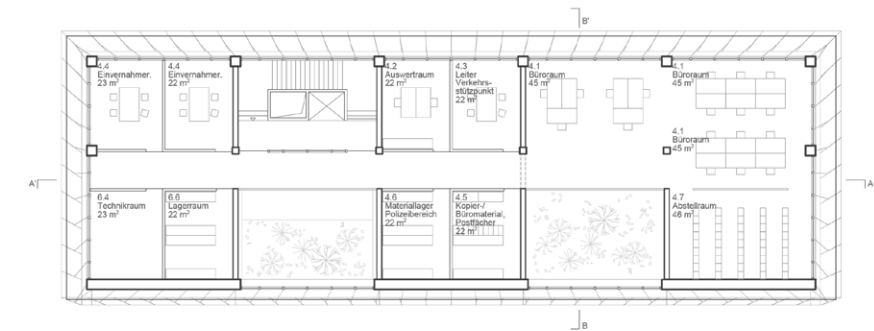 B'
4.4
Einvernahmer.
23 m²
4.4
Einvernahmer.
22 m²
4.2
Auswertraum
22 m²
4.3
Leiter
Verkehrs-
stützpunkt
22 m²
4.1
Büroraum
45 m²
4.1
Büroraum
45 m²
4.1
Büroraum
45 m²
A'
A
6.4
Technikraum
23 m²
6.6
Lagerraum
22 m²
4.6
Materiallager
Polizeibereich
22 m²
4.5
Kopier-/
Büromaterial,
Postfächer
22 m²
4.7
Abstellraum
46 m²
B